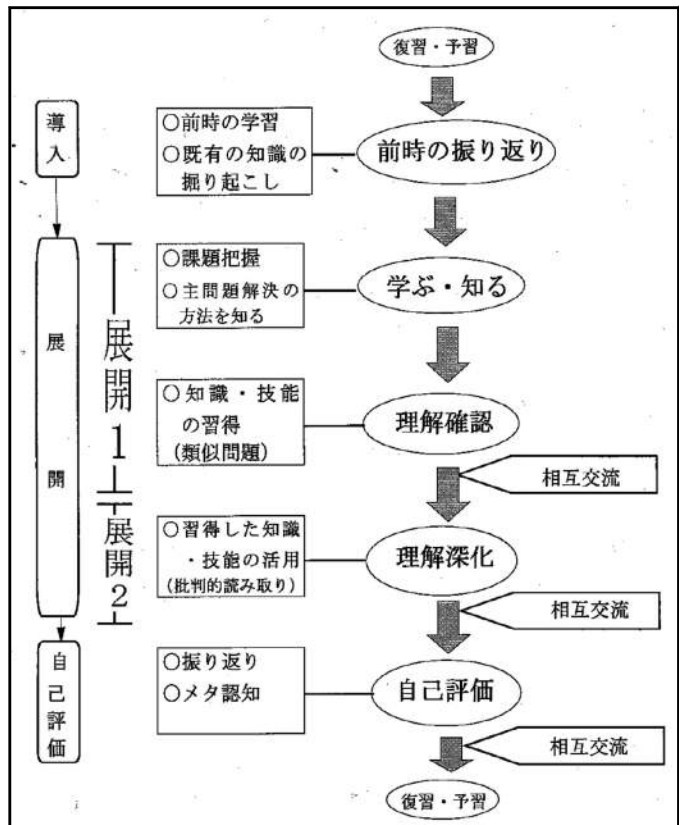 復習・予習
導入
○前時の学習
○既有の知識の
掘り起こし
前時の振り返り
展開
展開1
○課題把握
○主問題解決の
方法を知る
学ぶ・知る
○知識・技能
の習得
(類似問題)
理解確認
相互交流
展開2
○習得した知識
・技能の活用
(批判的読み取り)
理解深化
相互交流
自己評価
○振り返り
○メタ認知
自己評価
相互交流
復習・予習